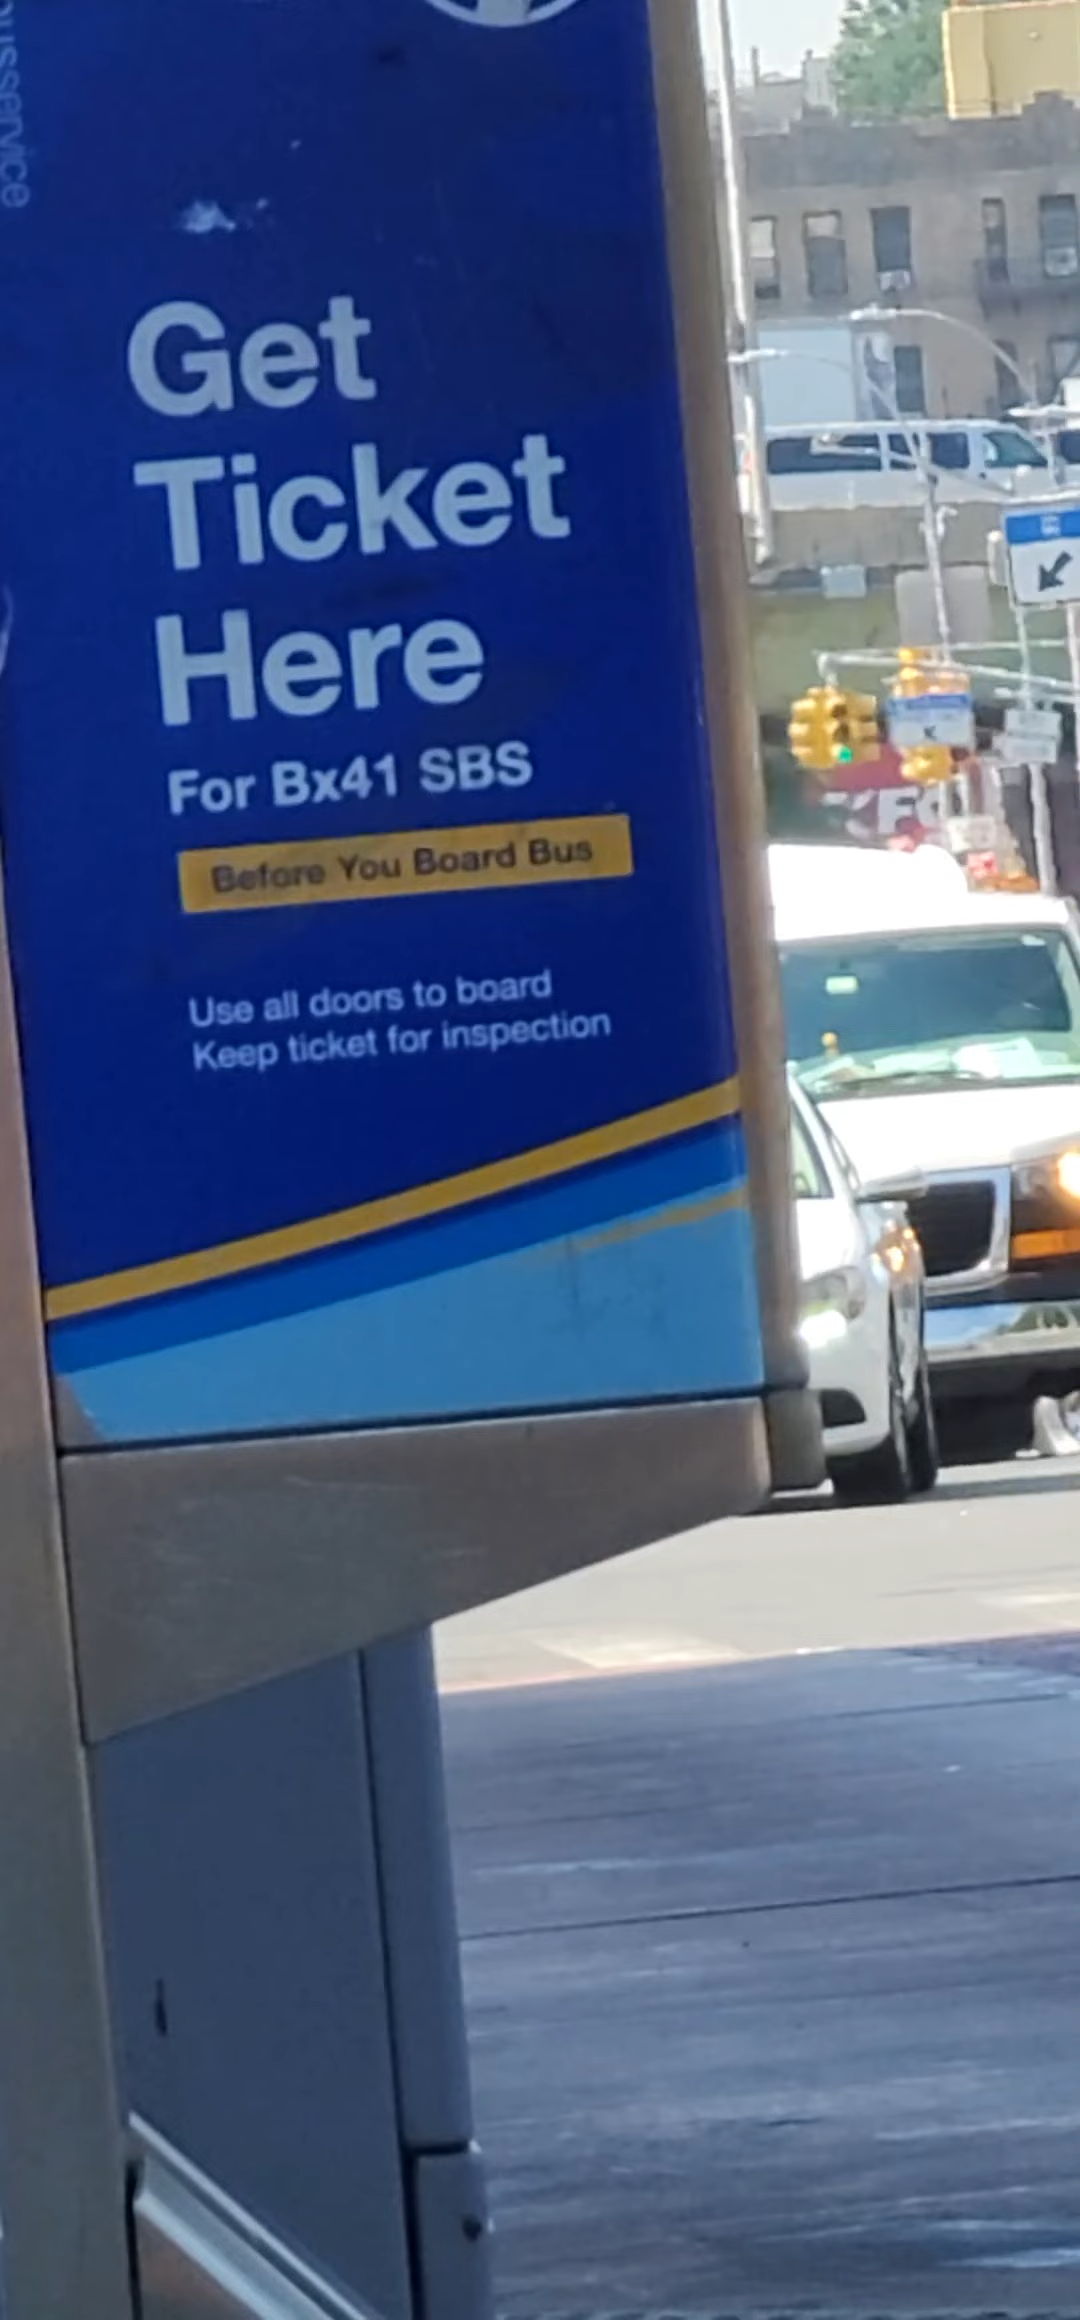 Get
Ticket
Here
For Bx41 SBS
Before You Board Bus
Use all doors to board
Keep ticket for inspection